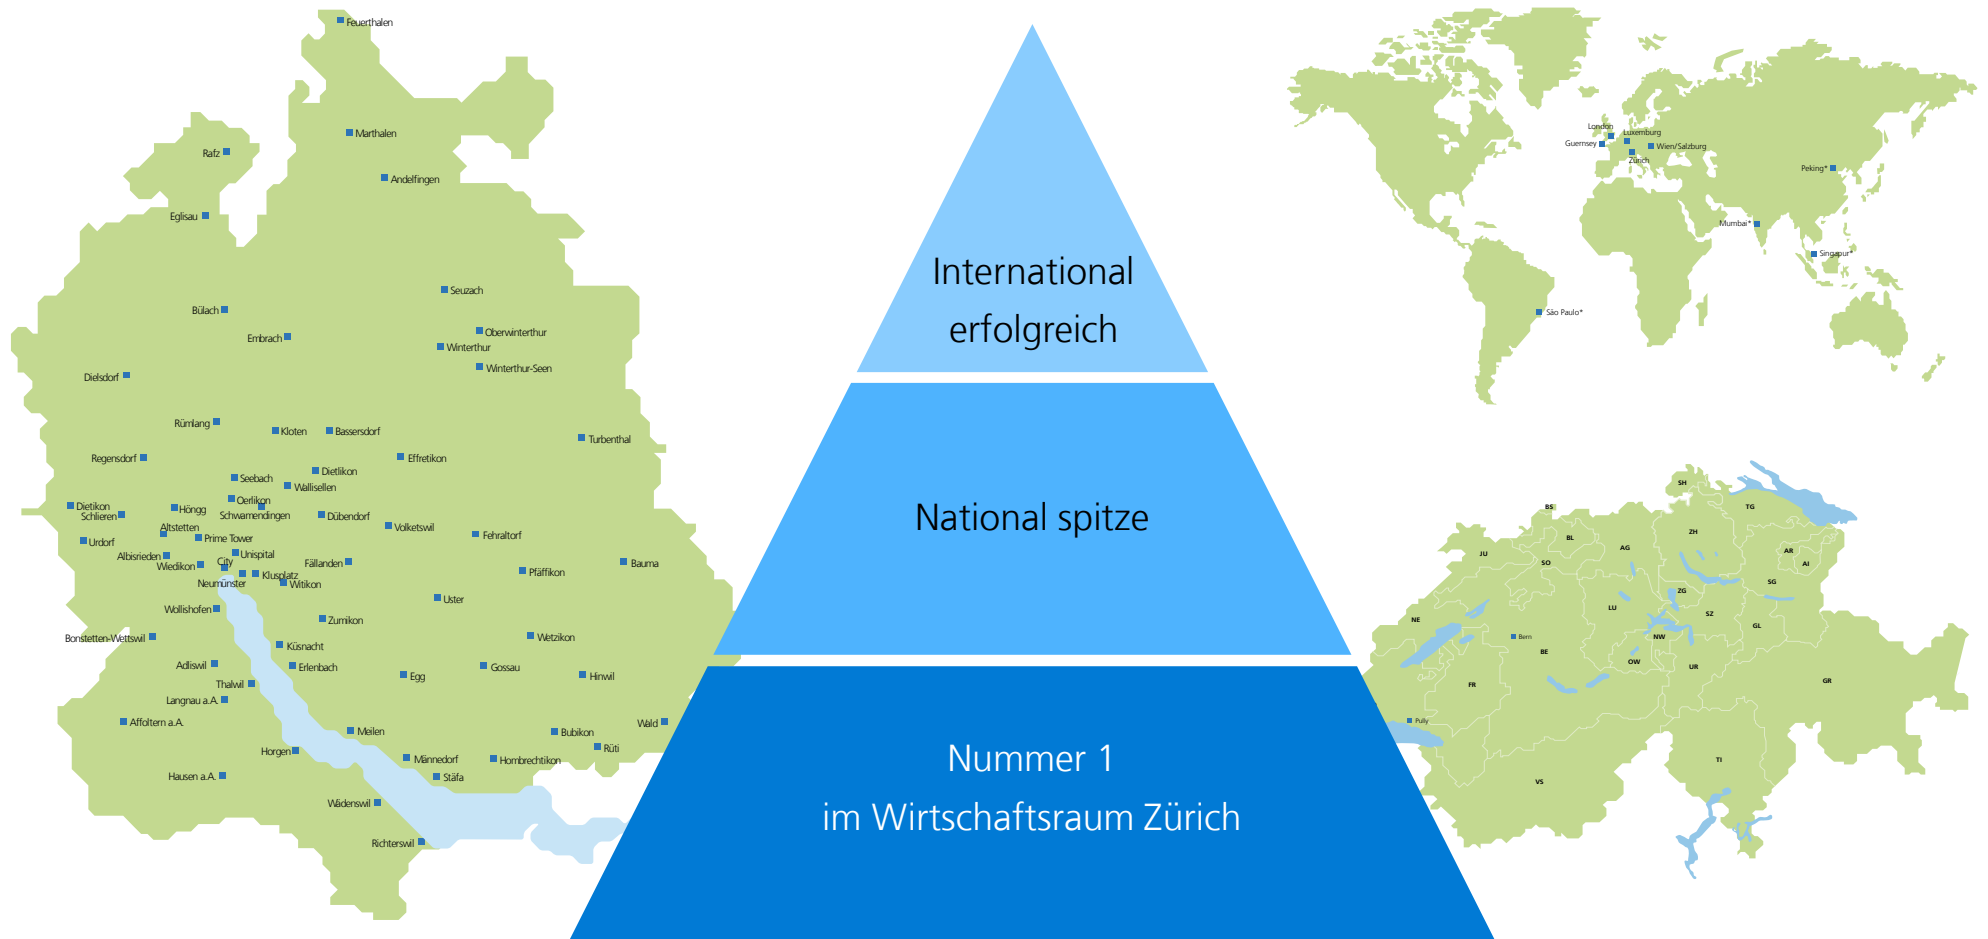 Feuerthalen
Marthalen
Rafz
Andelfingen
Eglisau
Seuzach
Bülach
Oberwinterthur
Embrach
Winterthur
Winterthur-Seen
Dielsdorf
Rümlang
Kloten
Bassersdorf
Turbenthal
Regensdorf
Effretikon
Dietlikon
Seebach
Wallisellen
Oerlikon
Dietikon
Höngg
Schwamendingen
Schlieren
Dübendorf
Altstetten
Volketswil
Prime Tower
Fehraltorf
Urdorf
Unispital
Albisrieden
City
Wiedikon
Fällanden
Bauma
Klusplatz
Pfäffikon
Neumünster
Witikon
Uster
Wollishofen
Zumikon
Bonstetten-Wettswil
Wetzikon
Küsnacht
Adliswil
Erlenbach
Gossau
Egg
Hinwil
Thalwil
Langnau a.A.
Affoltern a.A.
Wald
Meilen
Bubikon
Horgen
Rüti
Männedorf
Hombrechtikon
Hausen a.A.
Stäfa
Wädenswil
Richterswil
International
erfolgreich
National spitze
Nummer 1
im Wirtschaftsraum Zürich
London
Luxemburg
Guernsey
Wien/Salzburg
Zürich
Peking*
Mumbai*
Singapur*
São Paulo*
SH
BS
TG
BL
ZH
AG
JU
AR
SO
AI
SG
ZG
LU
SZ
NE
GL
Bern
NW
BE
OW
UR
FR
GR
Pully
TI
VS